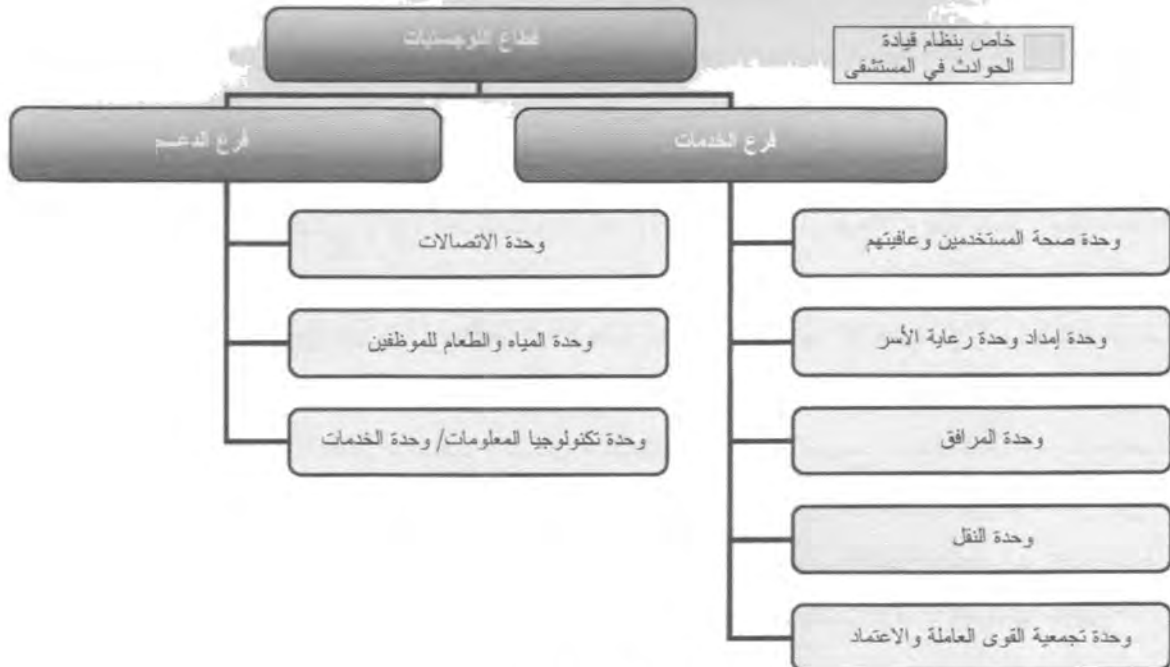 قطاع اللوجستيات
خاص بنظام قيادة
الحوادث في المستشفى
فرع الخدمات
فرع الدعم
وحدة صحة المستخدمين وعافيتهم
وحدة إمداد وحدة رعاية الأسر
وحدة المرافق
وحدة النقل
وحدة تجمعية القوى العاملة والاعتماد
وحدة الاتصالات
وحدة المياه والطعام للموظفين
وحدة تكنولوجيا المعلومات/ وحدة الخدمات